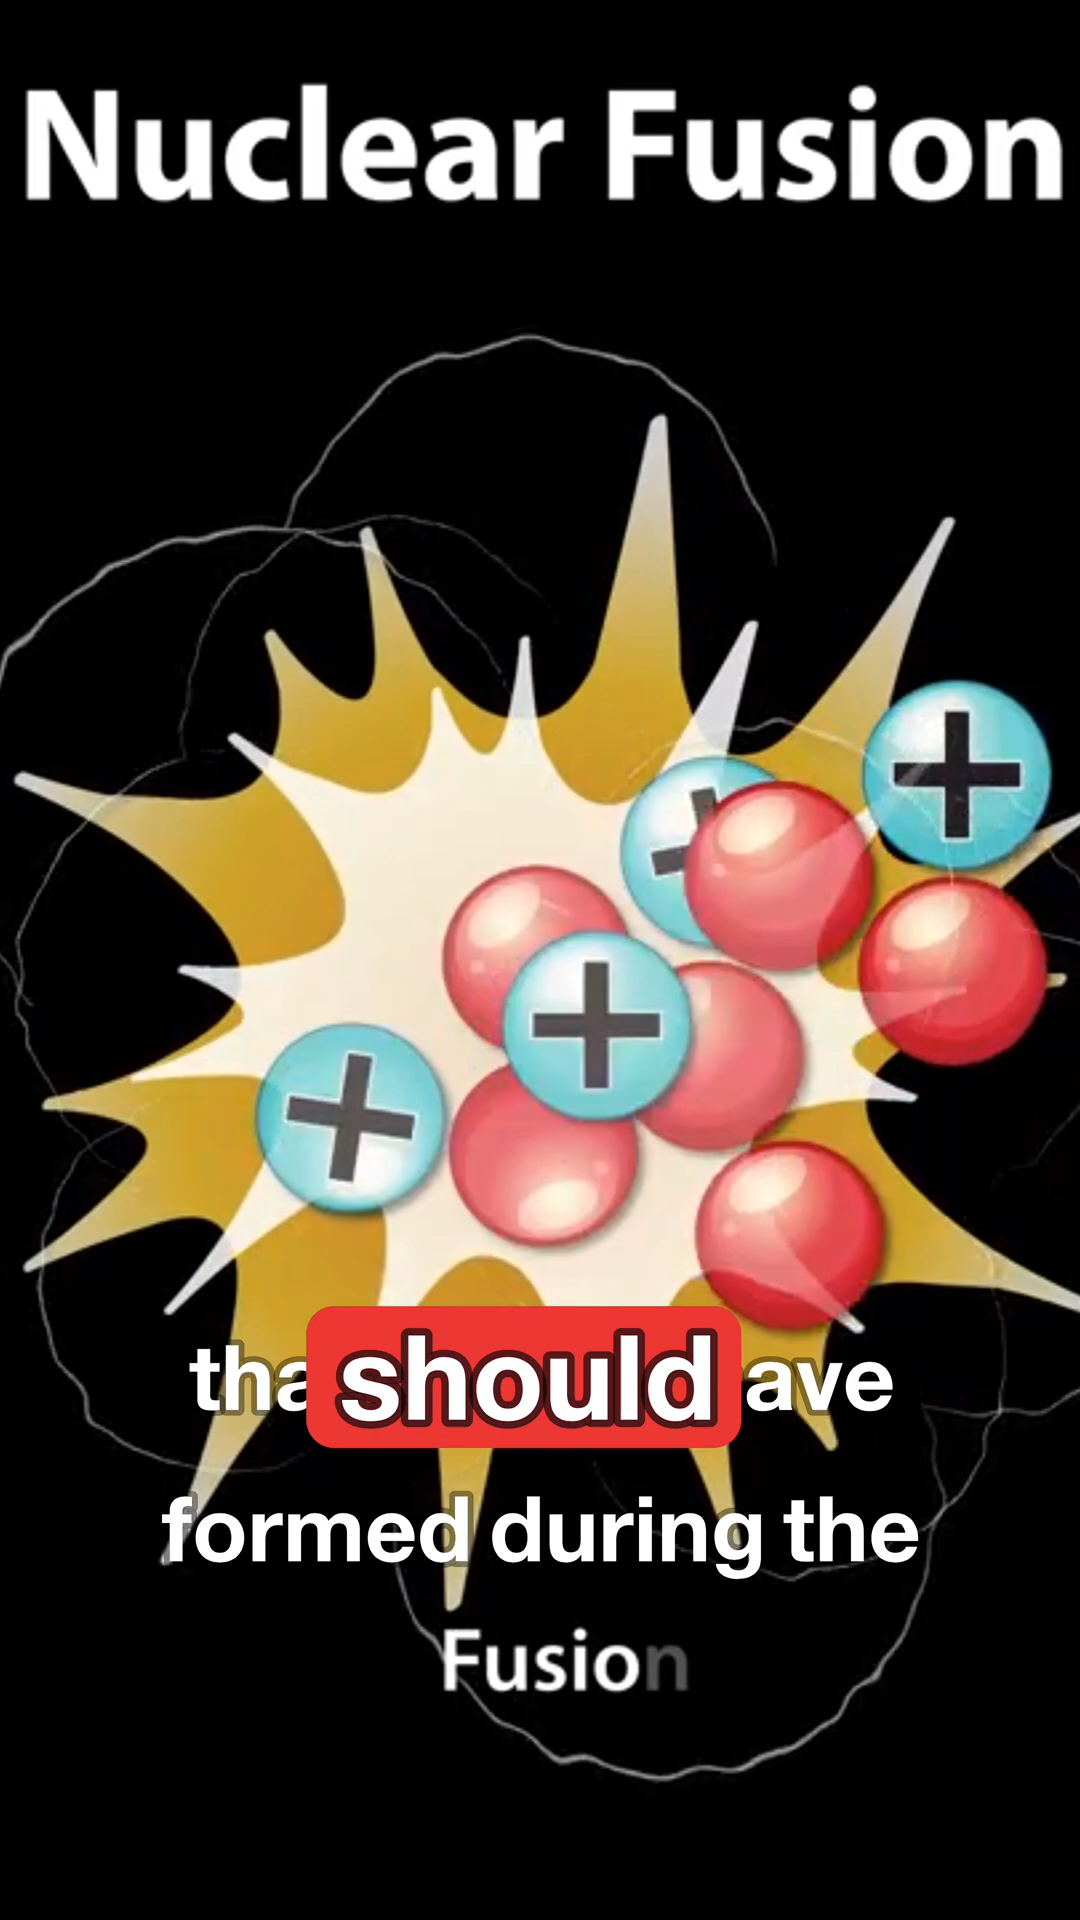 Nuclear Fusion
+
+
+
+
should ave
formed during the
Fusion